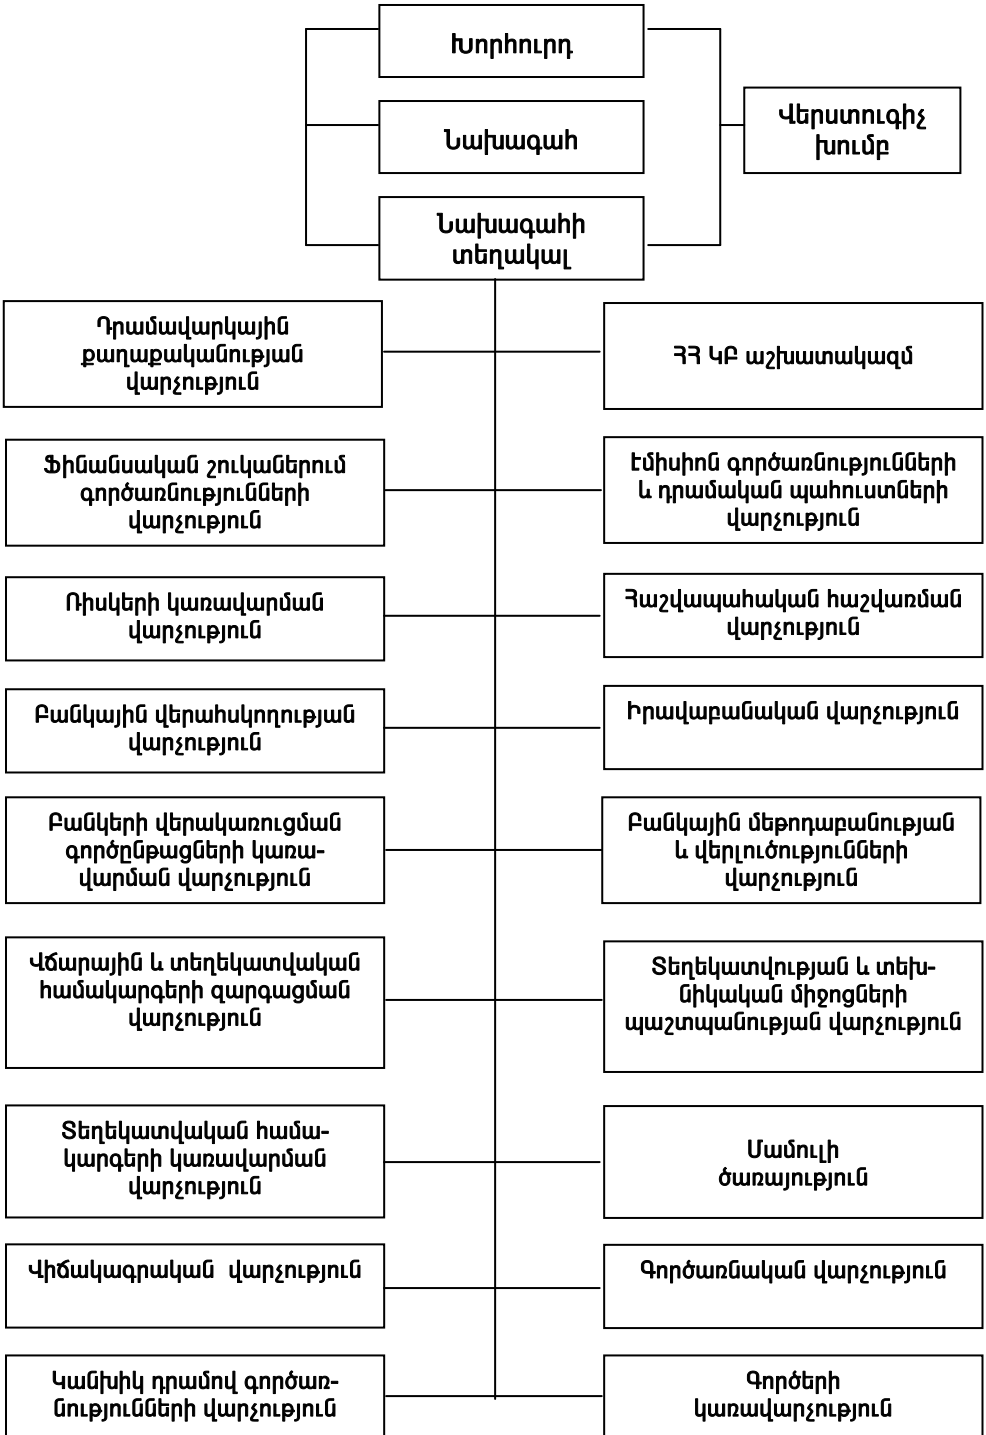 Խորհուրդ
Նախագահ
Վերստուգիչ
խումբ
Նախագահի
տեղակալ
Դրամավարկային
քաղաքականության
վարչություն
ՀՀ ԿԲ աշխատակազմ
Ֆինանսական շուկաներում
գործառնությունների
վարչություն
Էմիսիոն գործառնությունների
և դրամական պահուստների
վարչություն
Ռիսկերի կառավարման
վարչություն
Հաշվապահական հաշվառման
վարչություն
Բանկային վերահսկողության
վարչություն
Իրավաբանական վարչություն
Բանկերի վերակառուցման
գործընթացների կառա-
վարման վարչություն
Բանկային մեթոդաբանության
և վերլուծությունների
վարչություն
Վճարային և տեղեկատվական
համակարգերի զարգացման
վարչություն
Տեղեկատվության և տեխ-
նիկական միջոցների
պաշտպանության վարչություն
Տեղեկատվական համա-
կարգերի կառավարման
վարչություն
Մամուլի
ծառայություն
Վիճակագրական վարչություն
Գործառնական վարչություն
Կանխիկ դրամով գործառ-
նությունների վարչություն
Գործերի
կառավարչություն